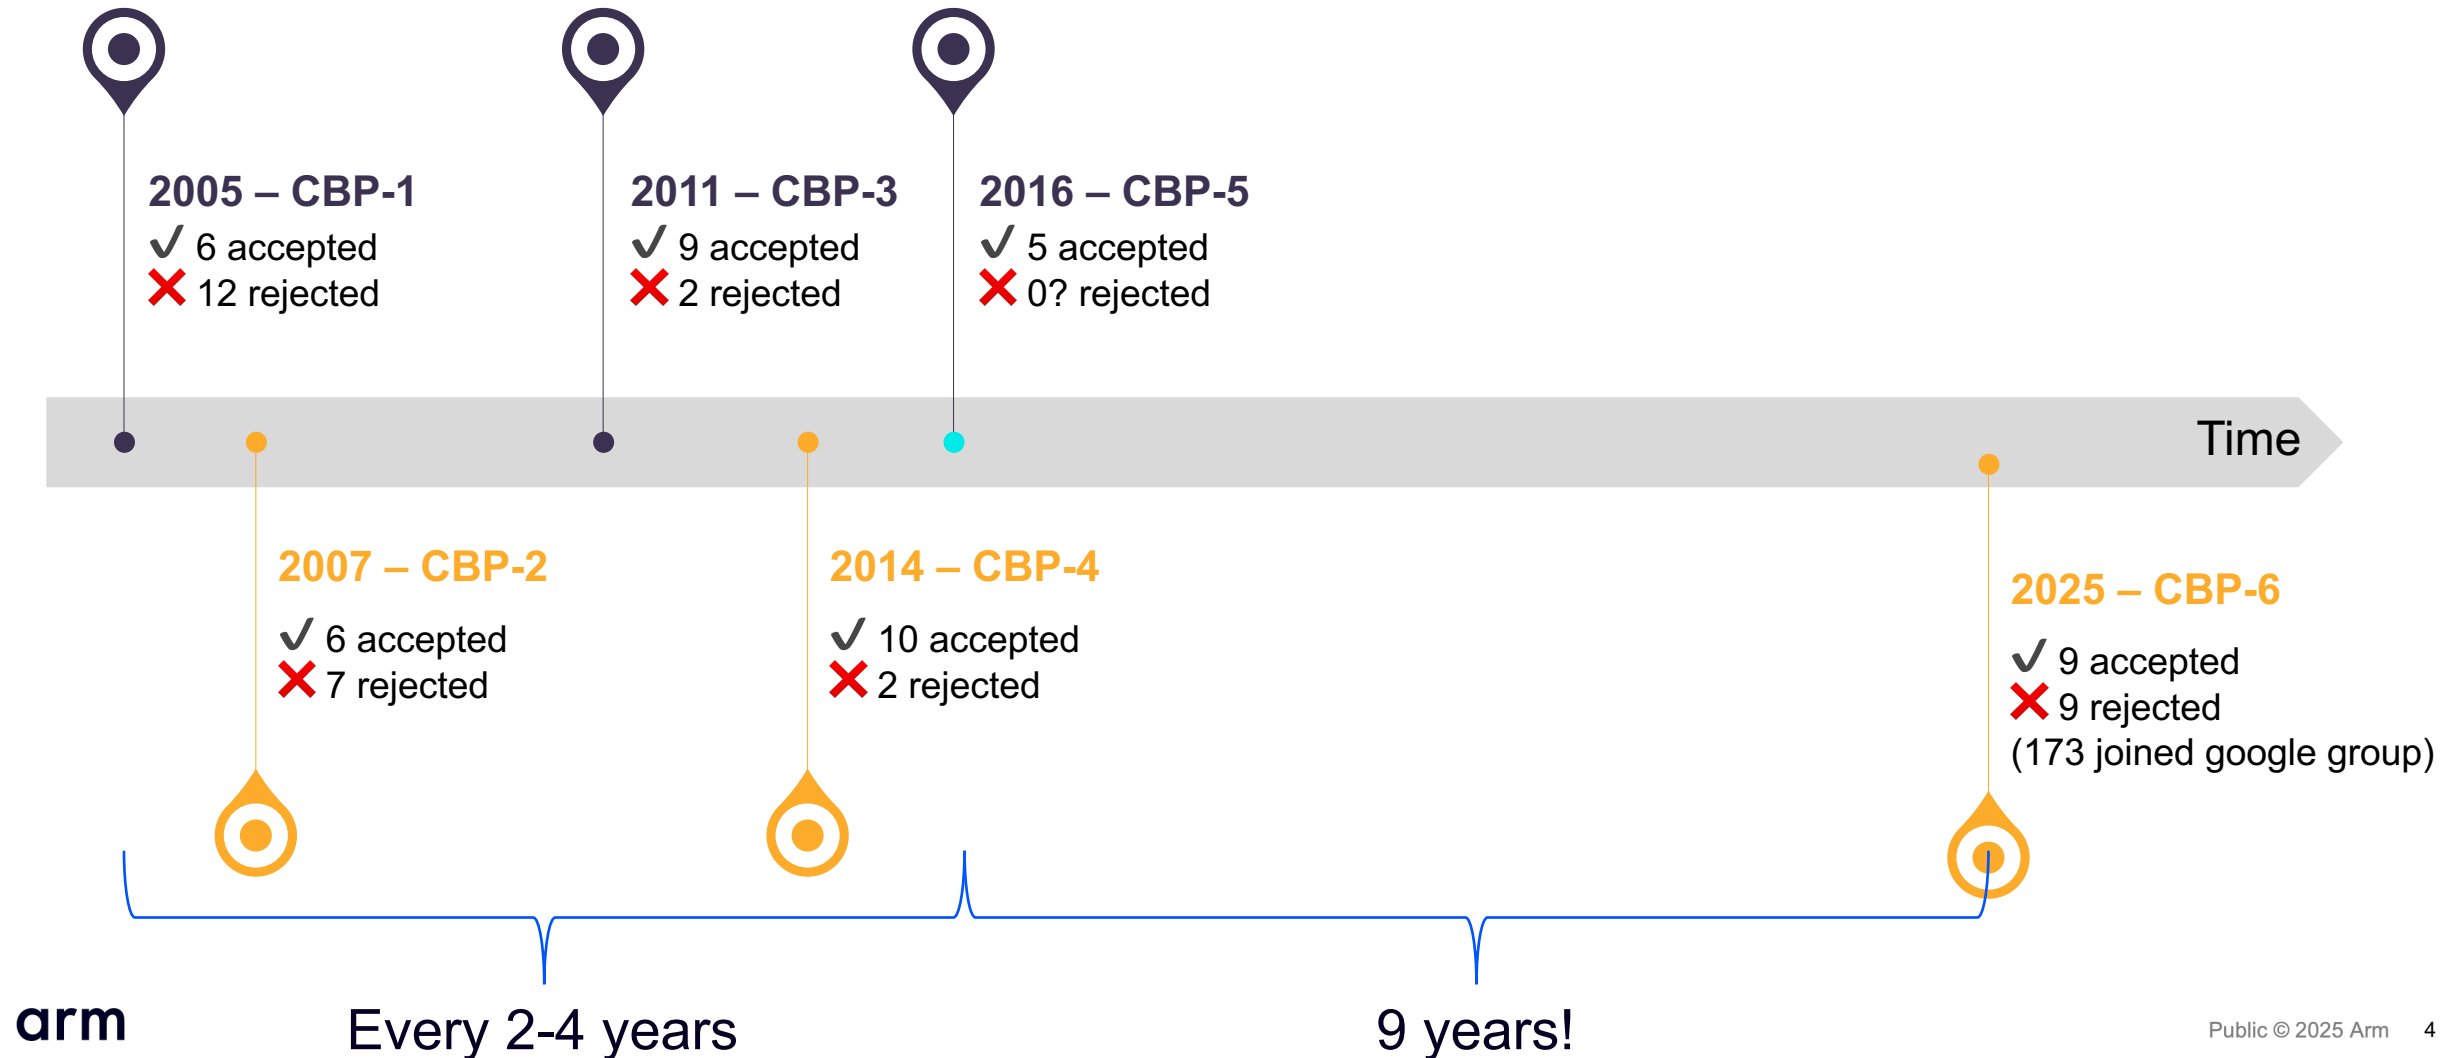 2005 – CBP-1
6 accepted
12 rejected
2011 – CBP-3
9 accepted
2 rejected
2016 – CBP-5
5 accepted
0? rejected
Time
2007 – CBP-2
6 accepted
7 rejected
2014 – CBP-4
10 accepted
2 rejected
2025 – CBP-6
9 accepted
9 rejected
(173 joined google group)
Every 2-4 years
9 years!
arm
Public © 2025 Arm 4